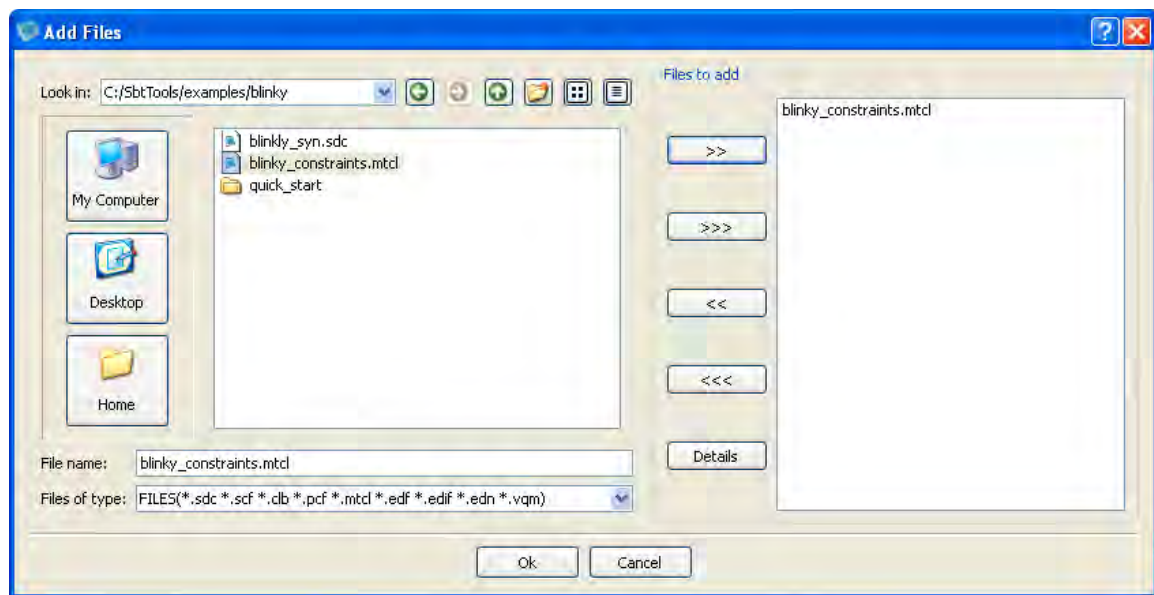 Add Files
Look in: C:/SbtTools/examples/blinky
Files to add
My Computer
Desktop
Home
blinkly_syn.sdc
blinky_constraints.mtcl
quick_start
>>
>>>
<<
<<<
Details
blinky_constraints.mtcl
File name: blinky_constraints.mtcl
Files of type: FILES(*.sdc *.scf *.clb *.pcf *.mtcl *.edf *.edif *.edn *.vqm)
Ok Cancel